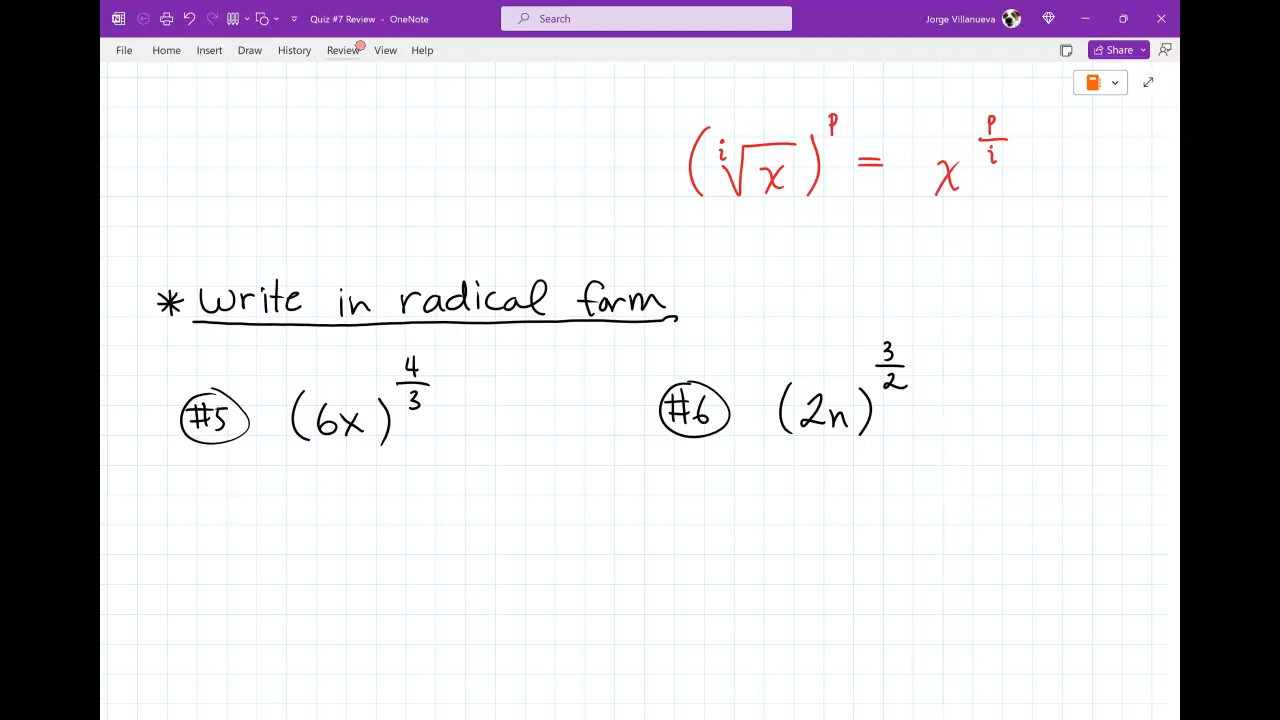 Quiz #7 Review - OneNote
Search
Jorge Villanueva
File Home Insert Draw History Review View Help
Share
(ⁱ√x)^p = x^(p/i)
* Write in radical form
#5 (6x)^(4/3)
#6 (2n)^(3/2)